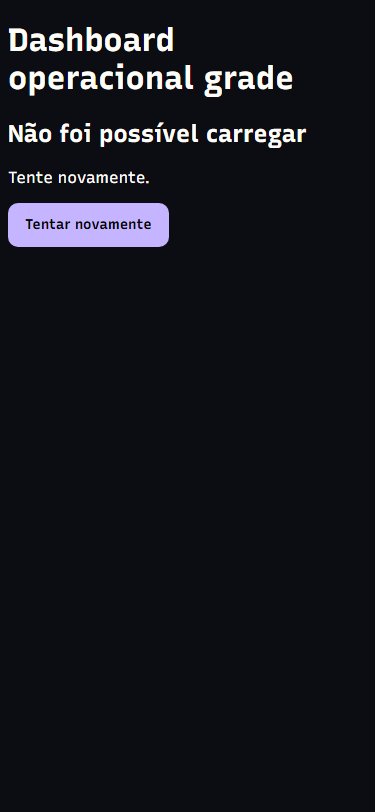 Dashboard
operacional grade
Não foi possível carregar
Tente novamente.
Tentar novamente